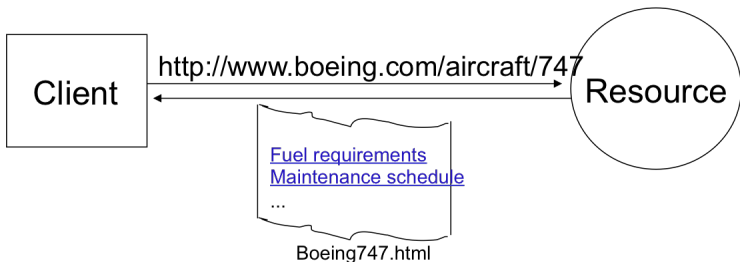 http://www.boeing.com/aircraft/747
Client
Resource
Fuel requirements
Maintenance schedule
...
Boeing747.html